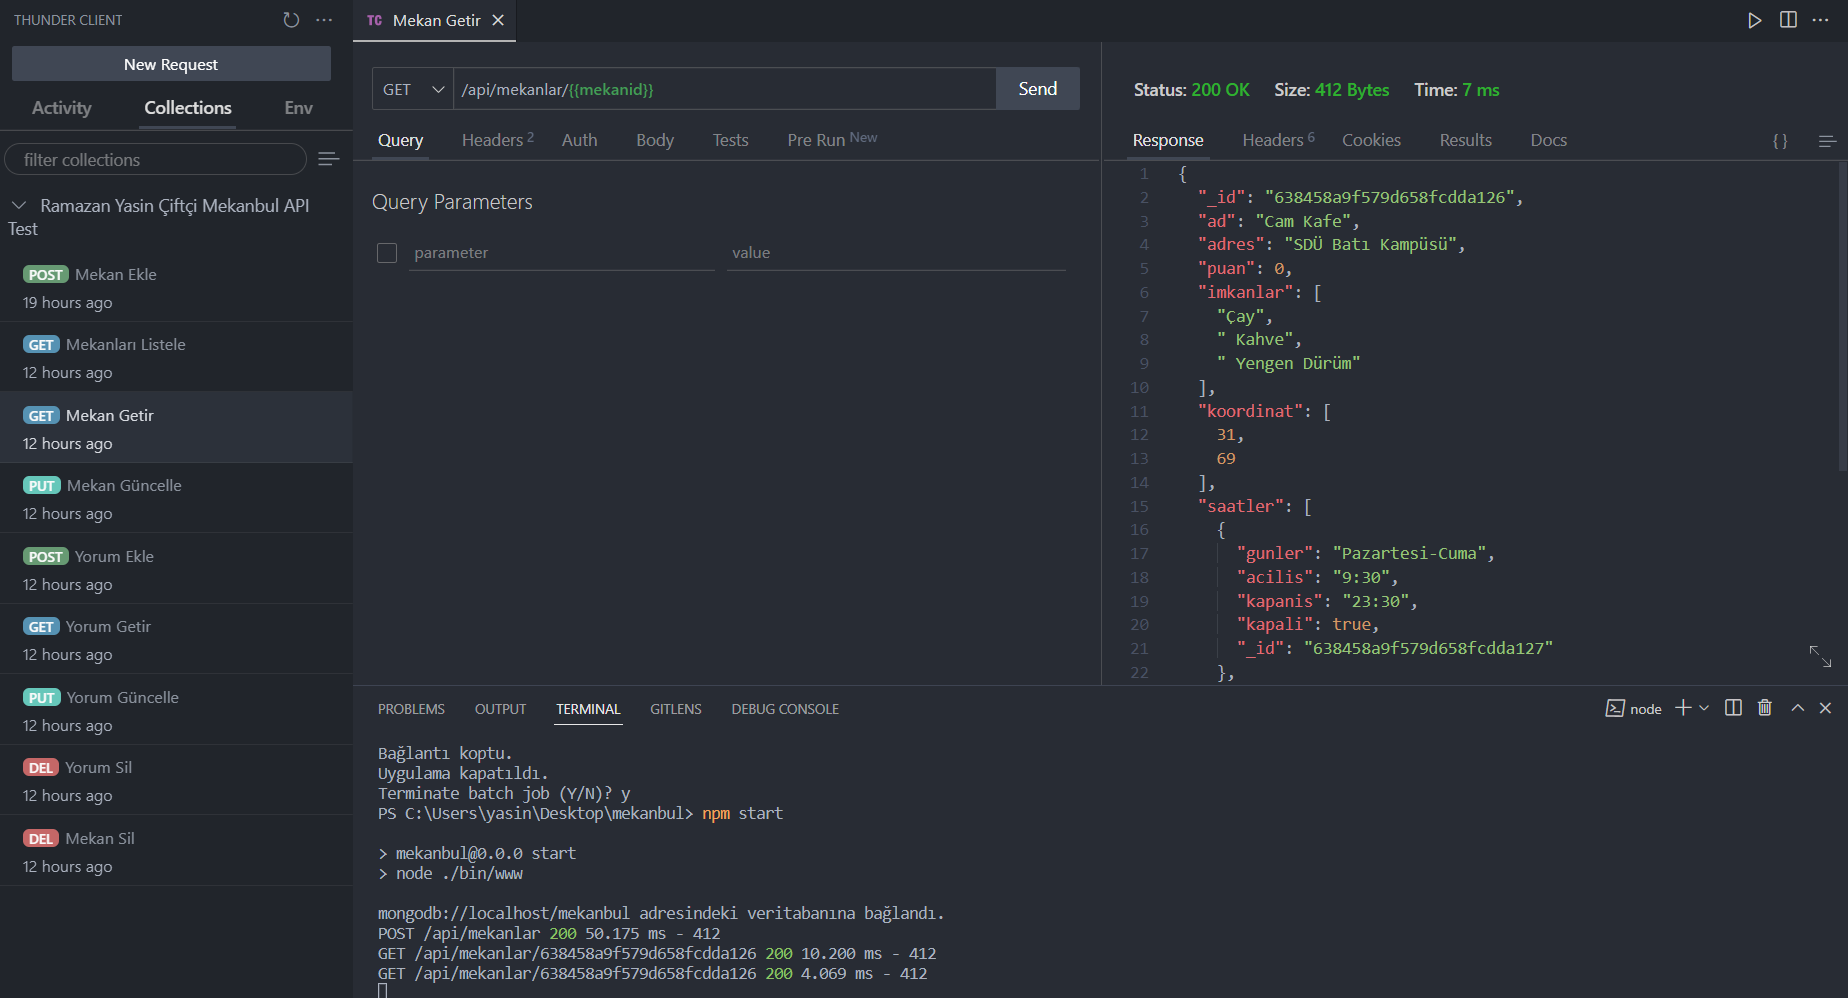 THUNDER CLIENT
New Request
Activity Collections Env
filter collections
Ramazan Yasin Çiftçi Mekanbul API
Test
POST Mekan Ekle
19 hours ago
GET Mekanları Listele
12 hours ago
GET Mekan Getir
12 hours ago
PUT Mekan Güncelle
12 hours ago
POST Yorum Ekle
12 hours ago
GET Yorum Getir
12 hours ago
PUT Yorum Güncelle
12 hours ago
DEL Yorum Sil
12 hours ago
DEL Mekan Sil
12 hours ago
TC Mekan Getir
GET /api/mekanlar/{{mekanid}} Send
Query Headers 2 Auth Body Tests Pre Run New
Query Parameters
parameter value
Status: 200 OK Size: 412 Bytes Time: 7 ms
Response Headers 6 Cookies Results Docs {}
1 {
2 "_id": "638458a9f579d658fcdda126",
3 "ad": "Cam Kafe",
4 "adres": "SDÜ Batı Kampüsü",
5 "puan": 0,
6 "imkanlar": [
7 "Çay",
8 " Kahve",
9 " Yengen Dürüm"
10 ],
11 "koordinat": [
12 31,
13 69
14 ],
15 "saatler": [
16 {
17 "gunler": "Pazartesi-Cuma",
18 "acilis": "9:30",
19 "kapanis": "23:30",
20 "kapali": true,
21 "_id": "638458a9f579d658fcdda127"
22 },
PROBLEMS OUTPUT TERMINAL GITLENS DEBUG CONSOLE
node
Bağlantı koptu.
Uygulama kapatıldı.
Terminate batch job (Y/N)? y
PS C:\Users\yasin\Desktop\mekanbul> npm start
> mekanbul@0.0.0 start
> node ./bin/www
mongodb://localhost/mekanbul adresindeki veritabanına bağlandı.
POST /api/mekanlar 200 50.175 ms - 412
GET /api/mekanlar/638458a9f579d658fcdda126 200 10.200 ms - 412
GET /api/mekanlar/638458a9f579d658fcdda126 200 4.069 ms - 412